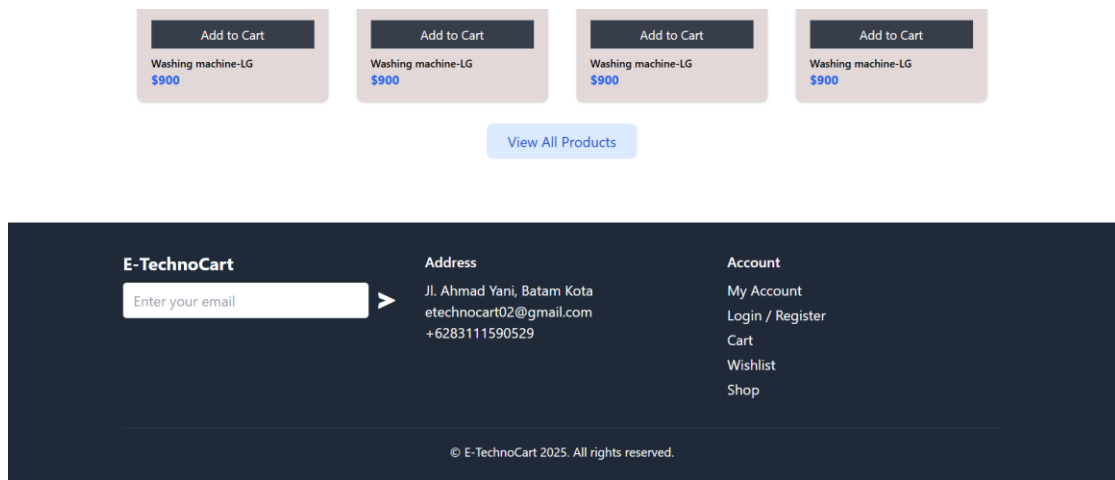 Add to Cart Add to Cart Add to Cart Add to Cart
Washing machine-LG Washing machine-LG Washing machine-LG Washing machine-LG
$900 $900 $900 $900
View All Products
E-TechnoCart
Enter your email
Address
Jl. Ahmad Yani, Batam Kota
etechnocart02@gmail.com
+6283111590529
Account
My Account
Login / Register
Cart
Wishlist
Shop
© E-TechnoCart 2025. All rights reserved.